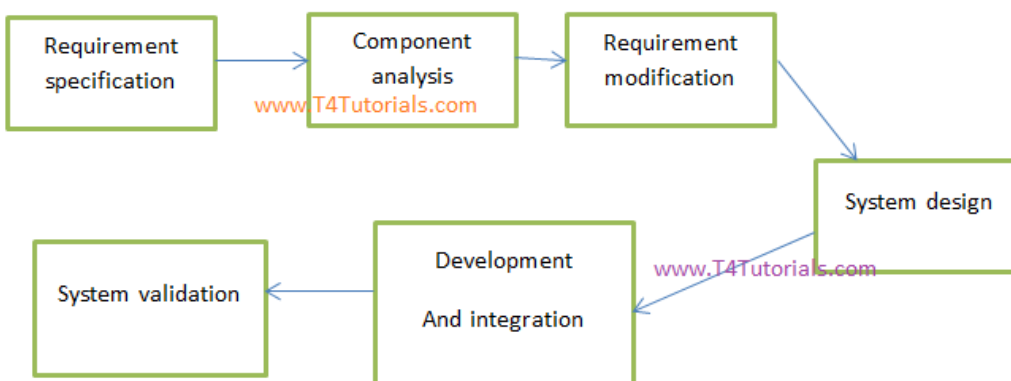 Requirement
specification
Component
analysis
www.T4Tutorials.com
Requirement
modification
System design
www.T4Tutorials.com
Development
And integration
System validation